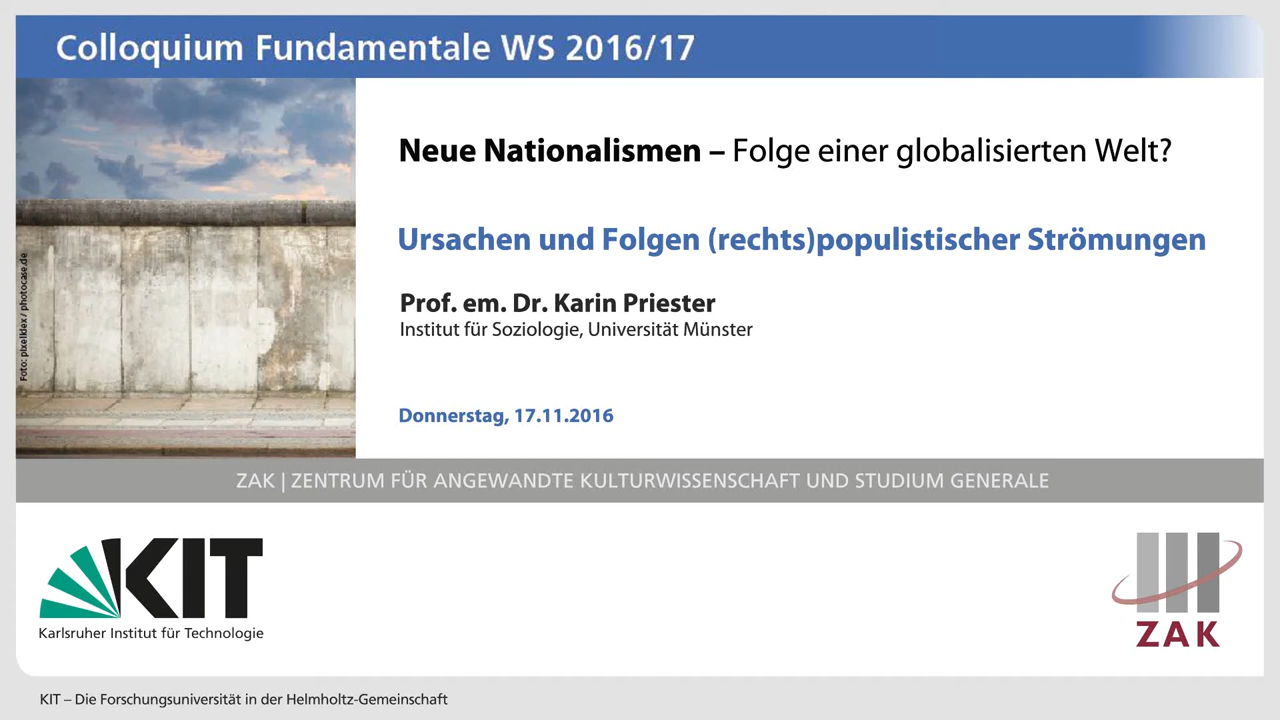 Colloquium Fundamentale WS 2016/17
Neue Nationalismen – Folge einer globalisierten Welt?
Ursachen und Folgen (rechts)populistischer Strömungen
Prof. em. Dr. Karin Priester
Institut für Soziologie, Universität Münster
Donnerstag, 17.11.2016
Foto: pixelklex / photocase.de
ZAK | ZENTRUM FÜR ANGEWANDTE KULTURWISSENSCHAFT UND STUDIUM GENERALE
KIT
Karlsruher Institut für Technologie
ZAK
KIT – Die Forschungsuniversität in der Helmholtz-Gemeinschaft